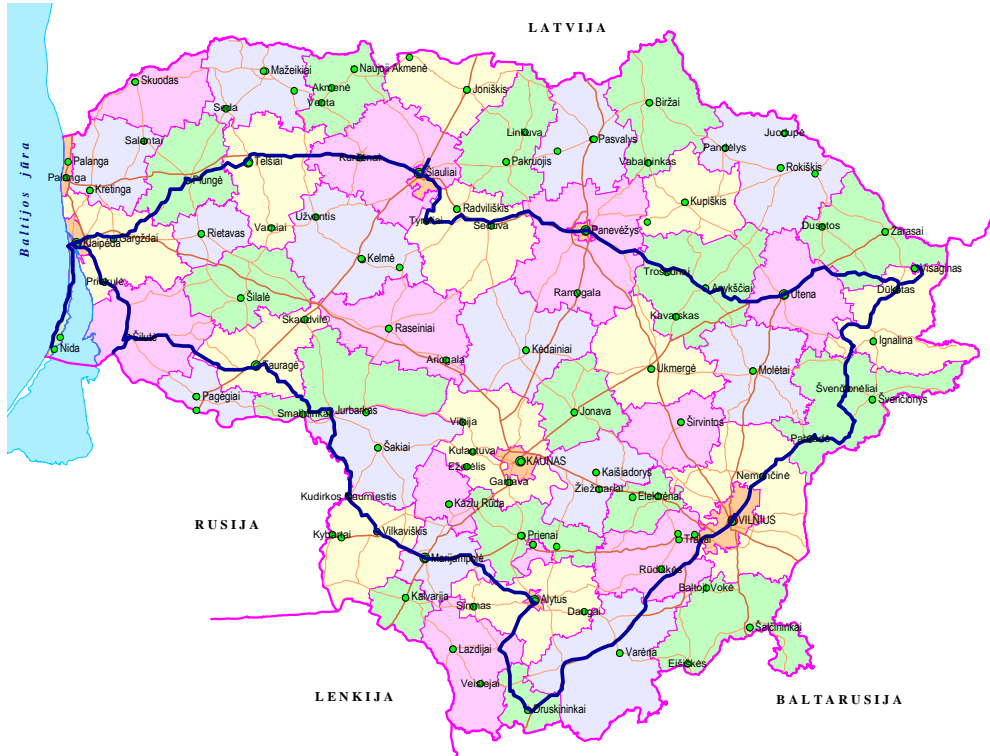 LATVIJA
Skuodas
Mažeikiai
Naujoji Akmenė
Akmenė
Venta
Seda
Joniškis
Biržai
Linkuva
Pasvalys
Juodupė
Salantai
Pandėlys
Palanga
Telšiai
Kuršėnai
Pakruojis
Vabalninkas
Rokiškis
Palanga
Plungė
Šiauliai
Kretinga
Baltijos jūra
Užventis
Radviliškis
Kupiškis
Tytuvėnai
Šeduva
Varniai
Rietavas
Gargždai
Klaipėda
Panevėžys
Dusetos
Zarasai
Kelmė
Visaginas
Priekulė
Troškūnai
Anykščiai
Dūkštas
Šilalė
Ramygala
Utena
Kavarskas
Skaudvilė
Raseiniai
Šilutė
Ignalina
Nida
Kėdainiai
Ariogala
Tauragė
Ukmergė
Molėtai
Švenčionėliai
Švenčionys
Pagėgiai
Smalininkai
Jurbarkas
Jonava
Vilkija
Širvintos
Pabradė
Šakiai
Kulautuva
Ežerėlis
KAUNAS
Kaišiadorys
Nemenčinė
Garliava
Žiežmariai
Elektrėnai
Kudirkos Naumiestis
Kazlų Rūda
RUSIJA
VILNIUS
Kybartai
Vilkaviškis
Prienai
Trakai
Marijampolė
Rūdiškės
Baltoji Vokė
Kalvarija
Simnas
Alytus
Daugai
Šalčininkai
Lazdijai
Varėna
Eišiškės
Veisiejai
LENKIJA
BALTARUSIJA
Druskininkai